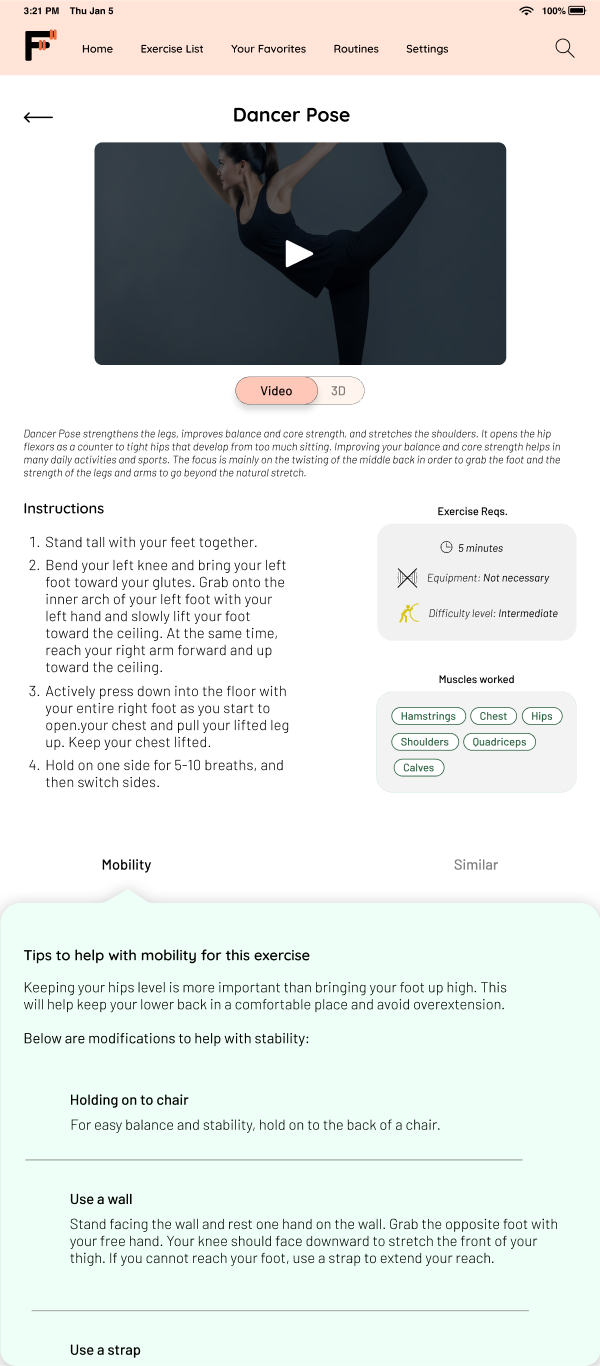 3:21 PM Thu Jan 5
100%
F
Home Exercise List Your Favorites Routines Settings
Dancer Pose
Video 3D
Dancer Pose strengthens the legs, improves balance and core strength, and stretches the shoulders. It opens the hip
flexors as a counter to tight hips that develop from too much sitting. Improving your balance and core strength helps in
many daily activities and sports. The focus is mainly on the twisting of the middle back in order to grab the foot and the
strength of the legs and arms to go beyond the natural stretch.
Instructions
1. Stand tall with your feet together.
2. Bend your left knee and bring your left
foot toward your glutes. Grab onto the
inner arch of your left foot with your
left hand and slowly lift your foot
toward the ceiling. At the same time,
reach your right arm forward and up
toward the ceiling.
3. Actively press down into the floor with
your entire right foot as you start to
open.your chest and pull your lifted leg
up. Keep your chest lifted.
4. Hold on one side for 5-10 breaths, and
then switch sides.
Exercise Reqs.
5 minutes
Equipment: Not necessary
Difficulty level: Intermediate
Muscles worked
Hamstrings Chest Hips
Shoulders Quadriceps
Calves
Mobility Similar
Tips to help with mobility for this exercise
Keeping your hips level is more important than bringing your foot up high. This
will help keep your lower back in a comfortable place and avoid overextension.
Below are modifications to help with stability:
Holding on to chair
For easy balance and stability, hold on to the back of a chair.
Use a wall
Stand facing the wall and rest one hand on the wall. Grab the opposite foot with
your free hand. Your knee should face downward to stretch the front of your
thigh. If you cannot reach your foot, use a strap to extend your reach.
Use a strap